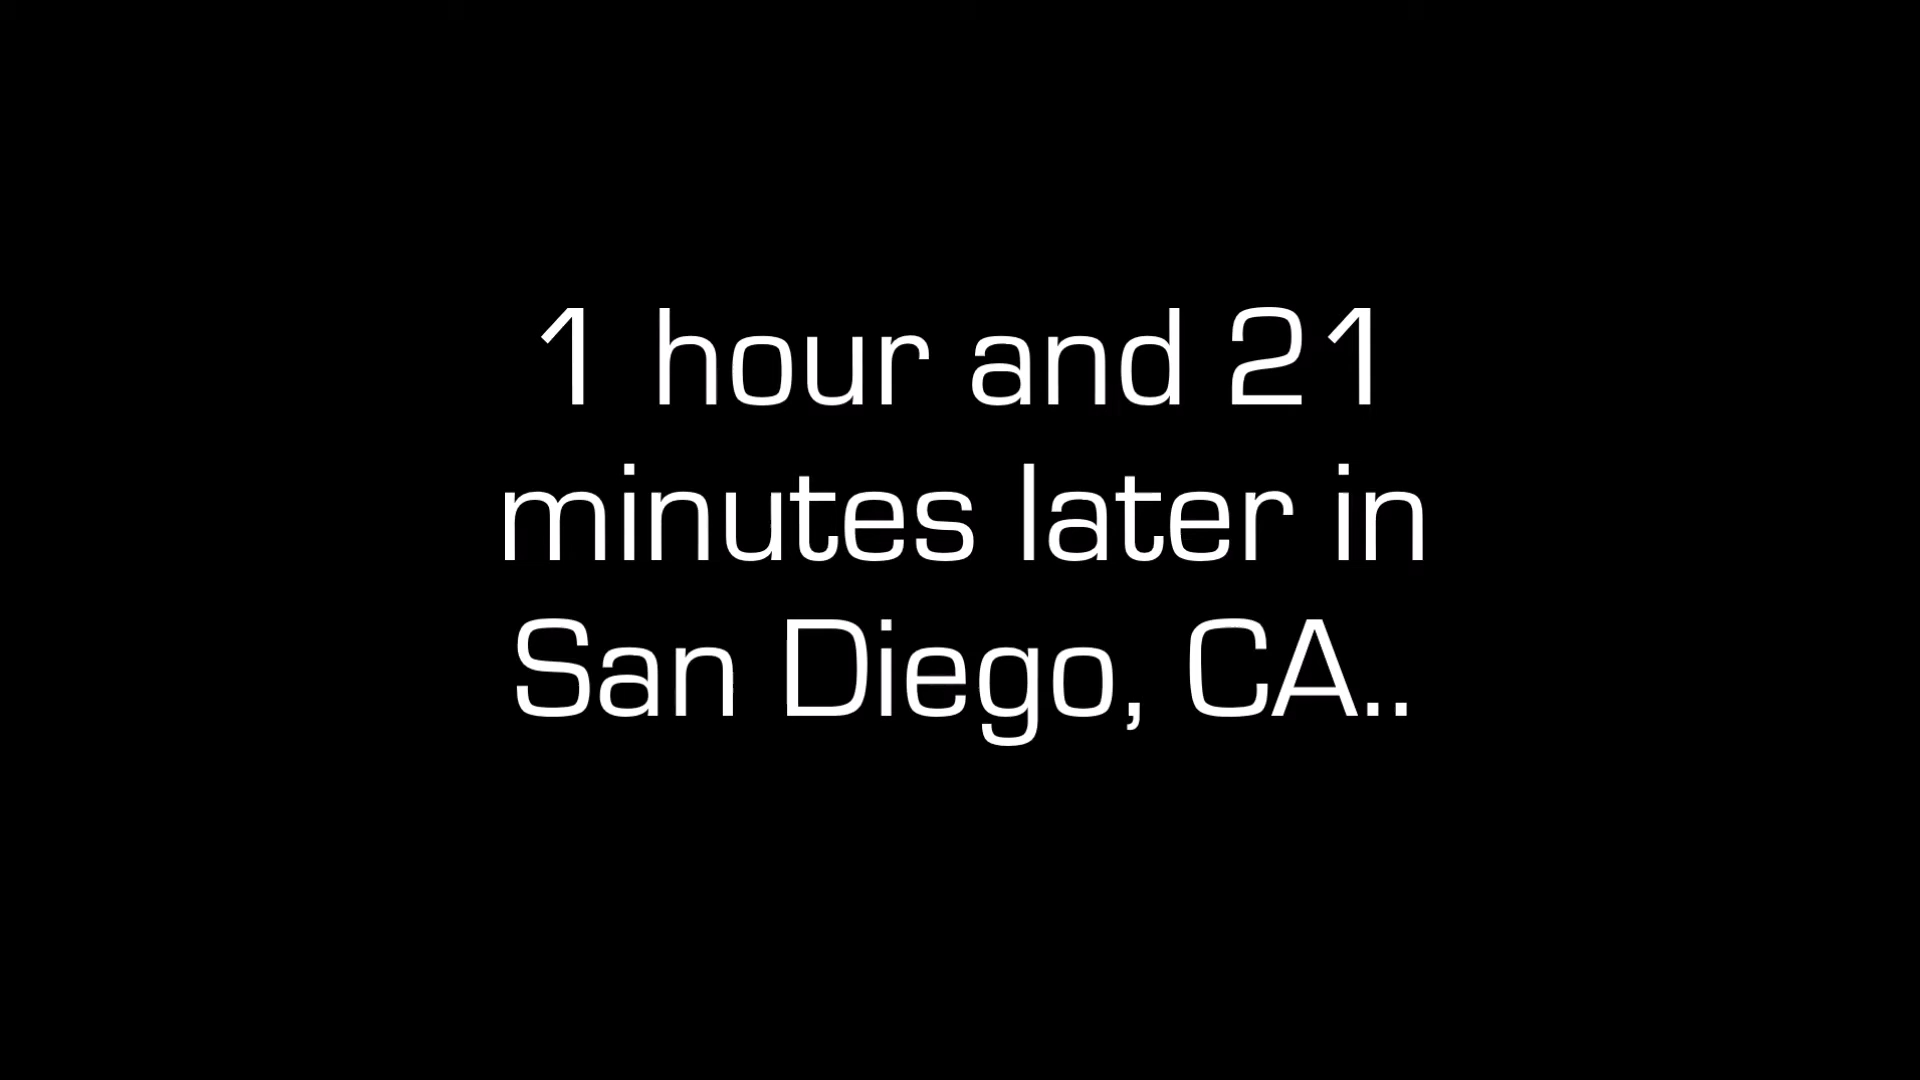 1 hour and 21
minutes later in
San Diego, CA..